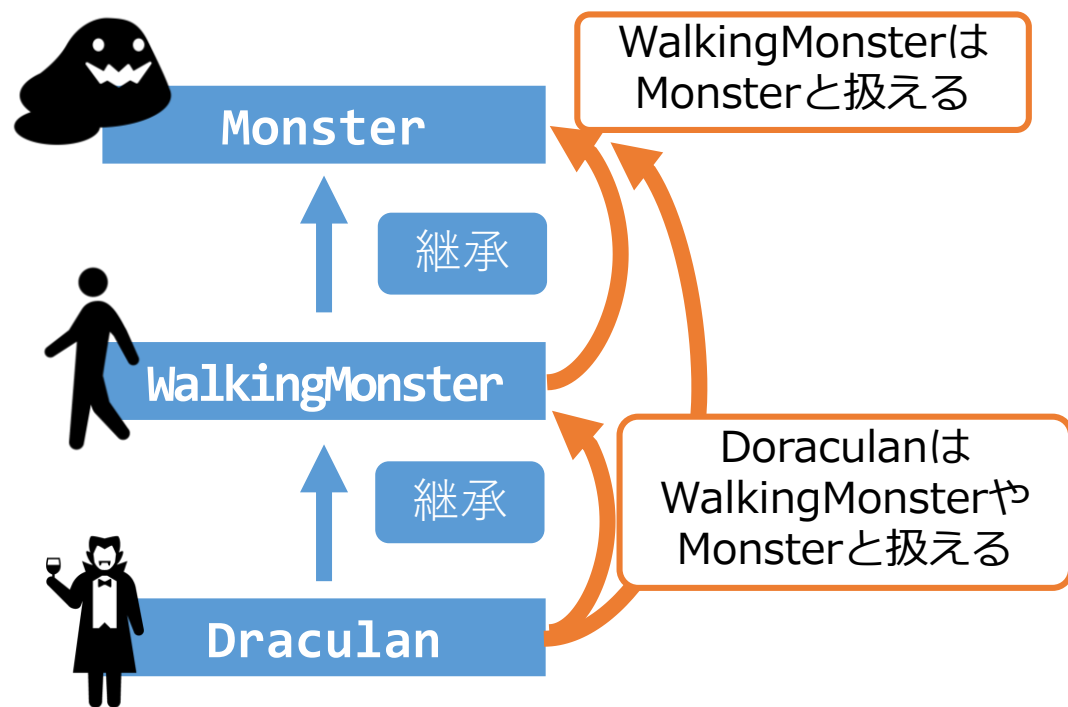 WalkingMonsterは
Monsterと扱える
Monster
継承
WalkingMonster
Doraculanは
WalkingMonsterや
Monsterと扱える
継承
Draculan